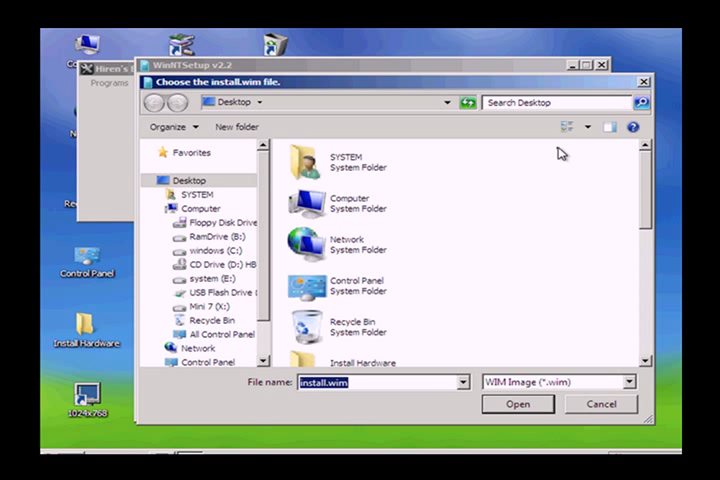 WinNTSetup v2.2
Hiren's
Programs
Choose the install.wim file.
Desktop
Search Desktop
Organize
New folder
Favorites
Desktop
SYSTEM
Computer
Floppy Disk Drive
RamDrive (B:)
windows (C:)
CD Drive (D:) HB
system (E:)
USB Flash Drive (
Mini 7 (X:)
Recycle Bin
All Control Panel
Network
Control Panel
SYSTEM
System Folder
Computer
System Folder
Network
System Folder
Control Panel
System Folder
Recycle Bin
System Folder
Install Hardware
File name:
install.wim
WIM Image (*.wim)
Open
Cancel
Control Panel
Install Hardware
1024x768